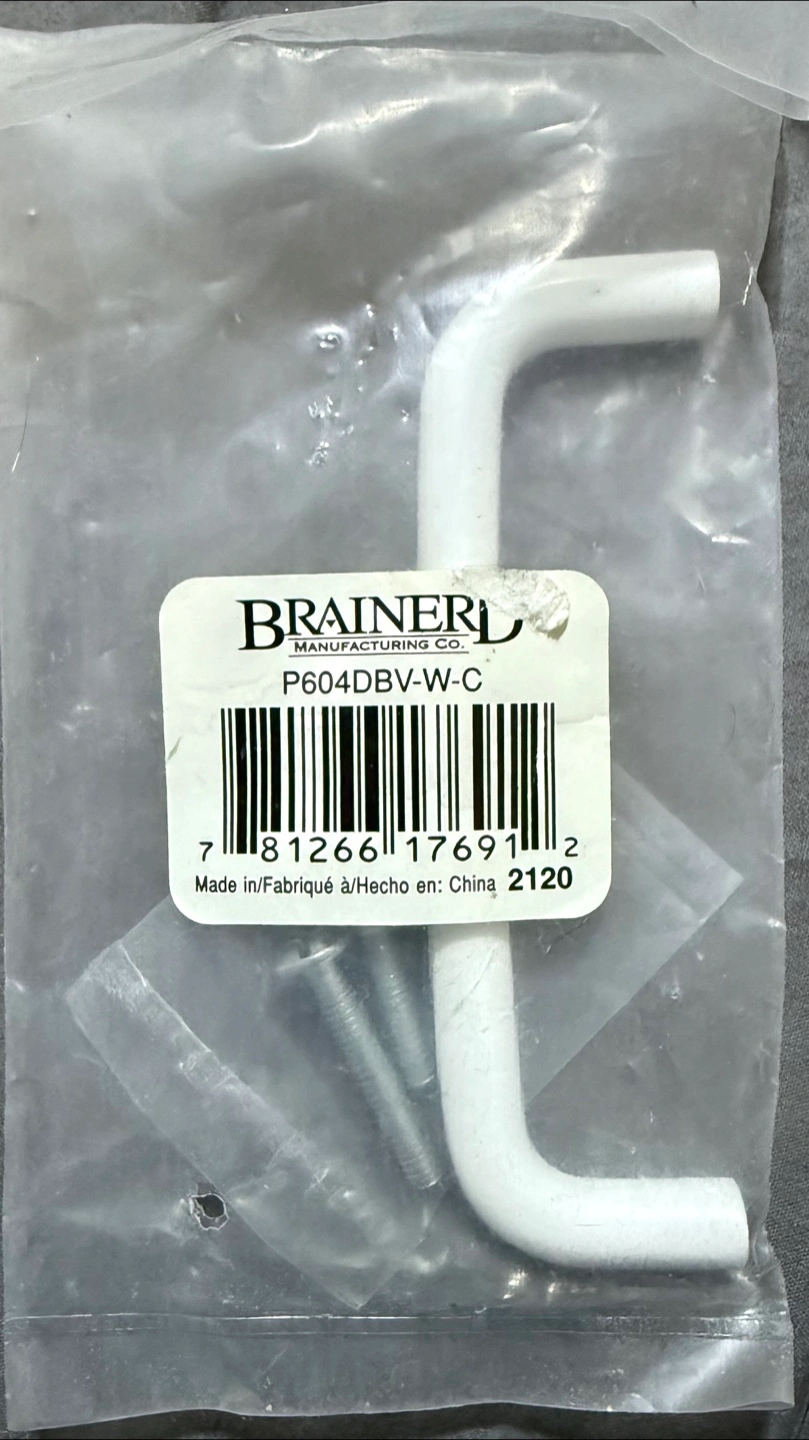 BRAINERD
MANUFACTURING CO.
P604DBV-W-C
7 81266 17691 2
Made in/Fabriqué à/Hecho en: China 2120